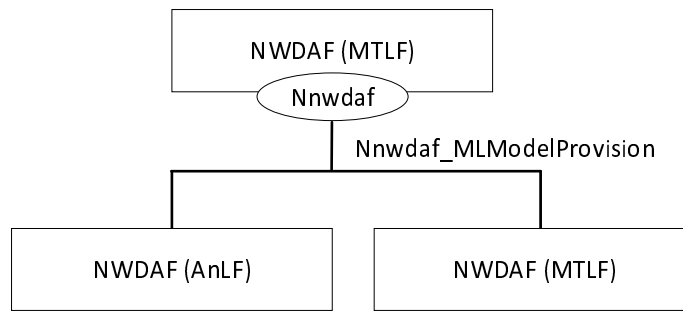 NWDAF (MTLF)
Nnwdaf
Nnwdaf_MLModelProvision
NWDAF (AnLF)
NWDAF (MTLF)